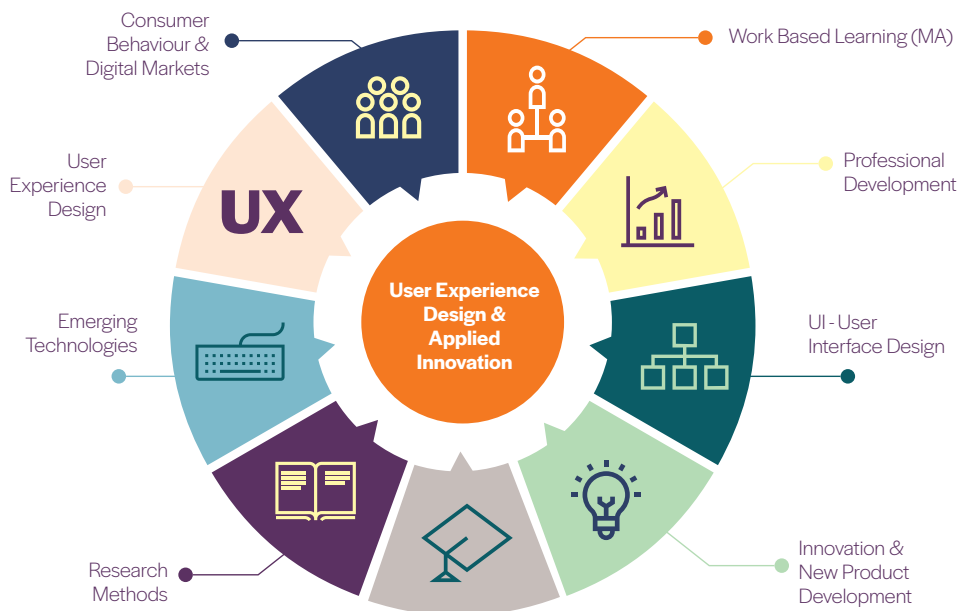 Consumer
Behaviour &
Digital Markets
Work Based Learning (MA)
User
Experience
Design
UX
Professional
Development
User Experience
Design &
Applied
Innovation
Emerging
Technologies
UI - User
Interface Design
Research
Methods
Innovation &
New Product
Development